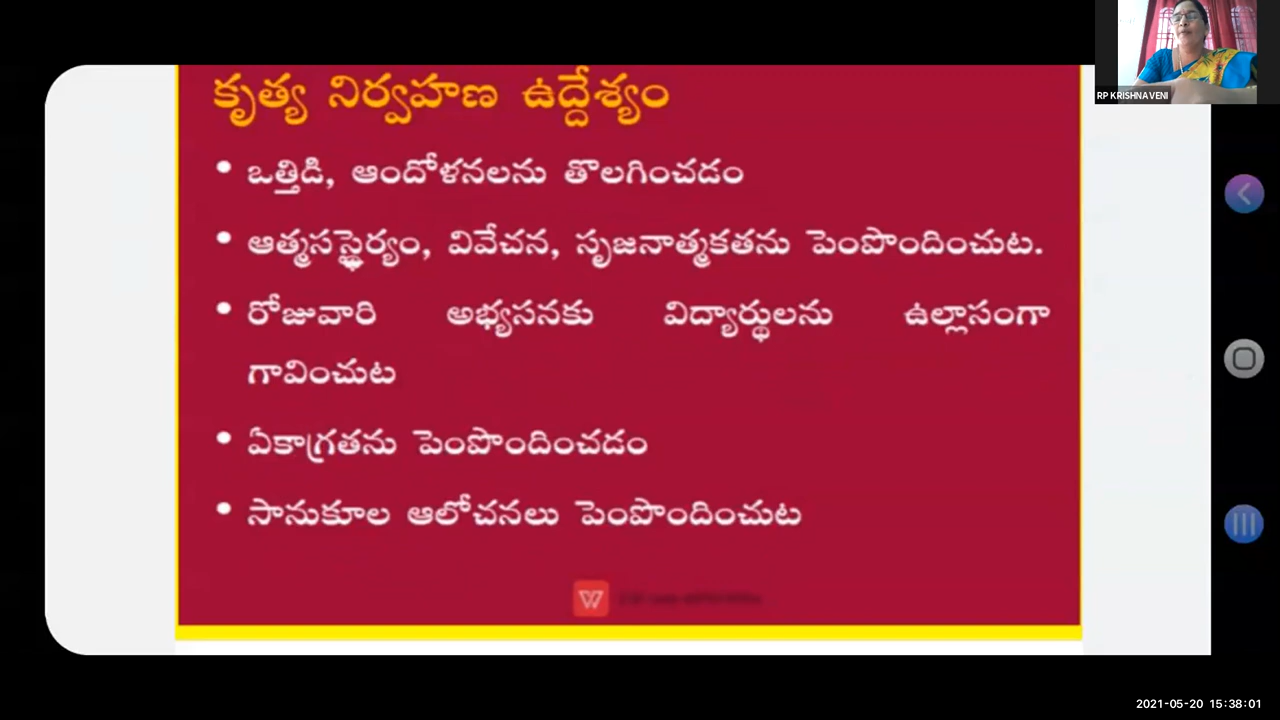 RP KRISHNAVENI
కృత్య నిర్వహణ ఉద్దేశ్యం
• ఒత్తిడి, ఆందోళనలను తొలగించడం
• ఆత్మసస్థైర్యం, వివేచన, సృజనాత్మకతను పెంపొందించుట.
• రోజువారి అభ్యసనకు విద్యార్థులను ఉల్లాసంగా
గావించుట
• ఏకాగ్రతను పెంపొందించడం
• సానుకూల ఆలోచనలు పెంపొందించుట
2021-05-20 15:38:01